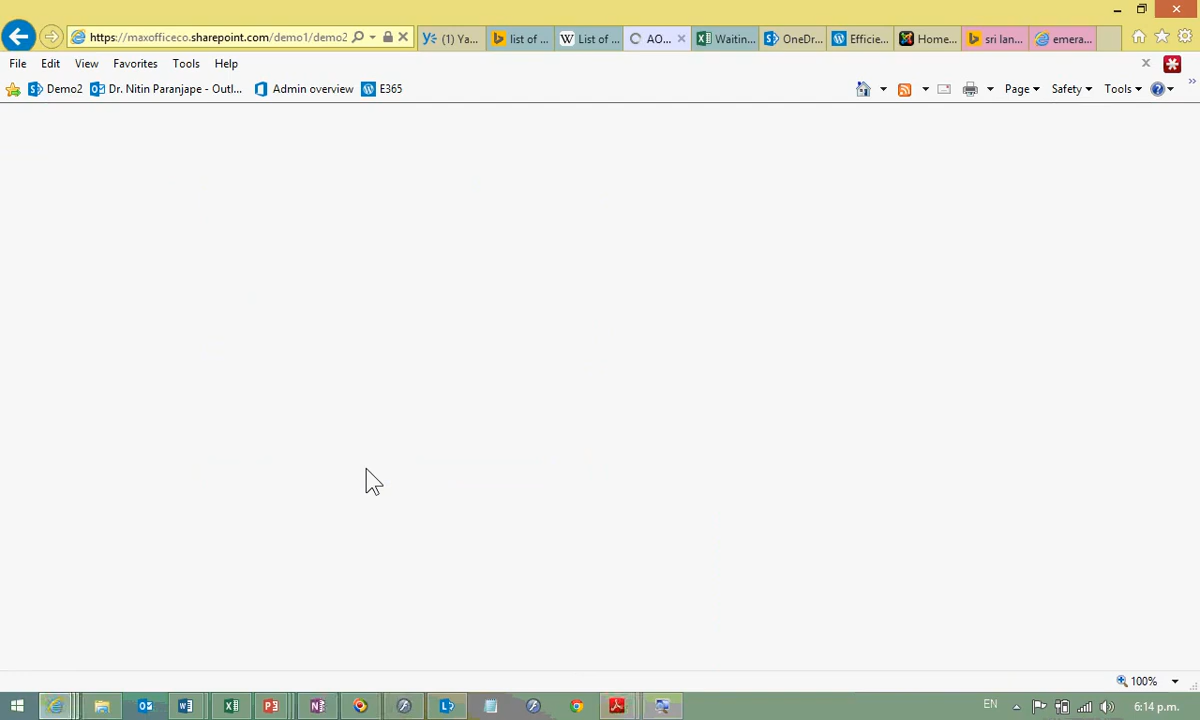 https://maxofficeco.sharepoint.com/demo1/demo2
(1) Ya... list of ... List of ... AO... Waitin... OneDr... Efficie... Home... sri lan... emera...
File Edit View Favorites Tools Help
Demo2 Dr. Nitin Paranjape - Outl... Admin overview E365 Page Safety Tools
100%
EN 6:14 p.m.